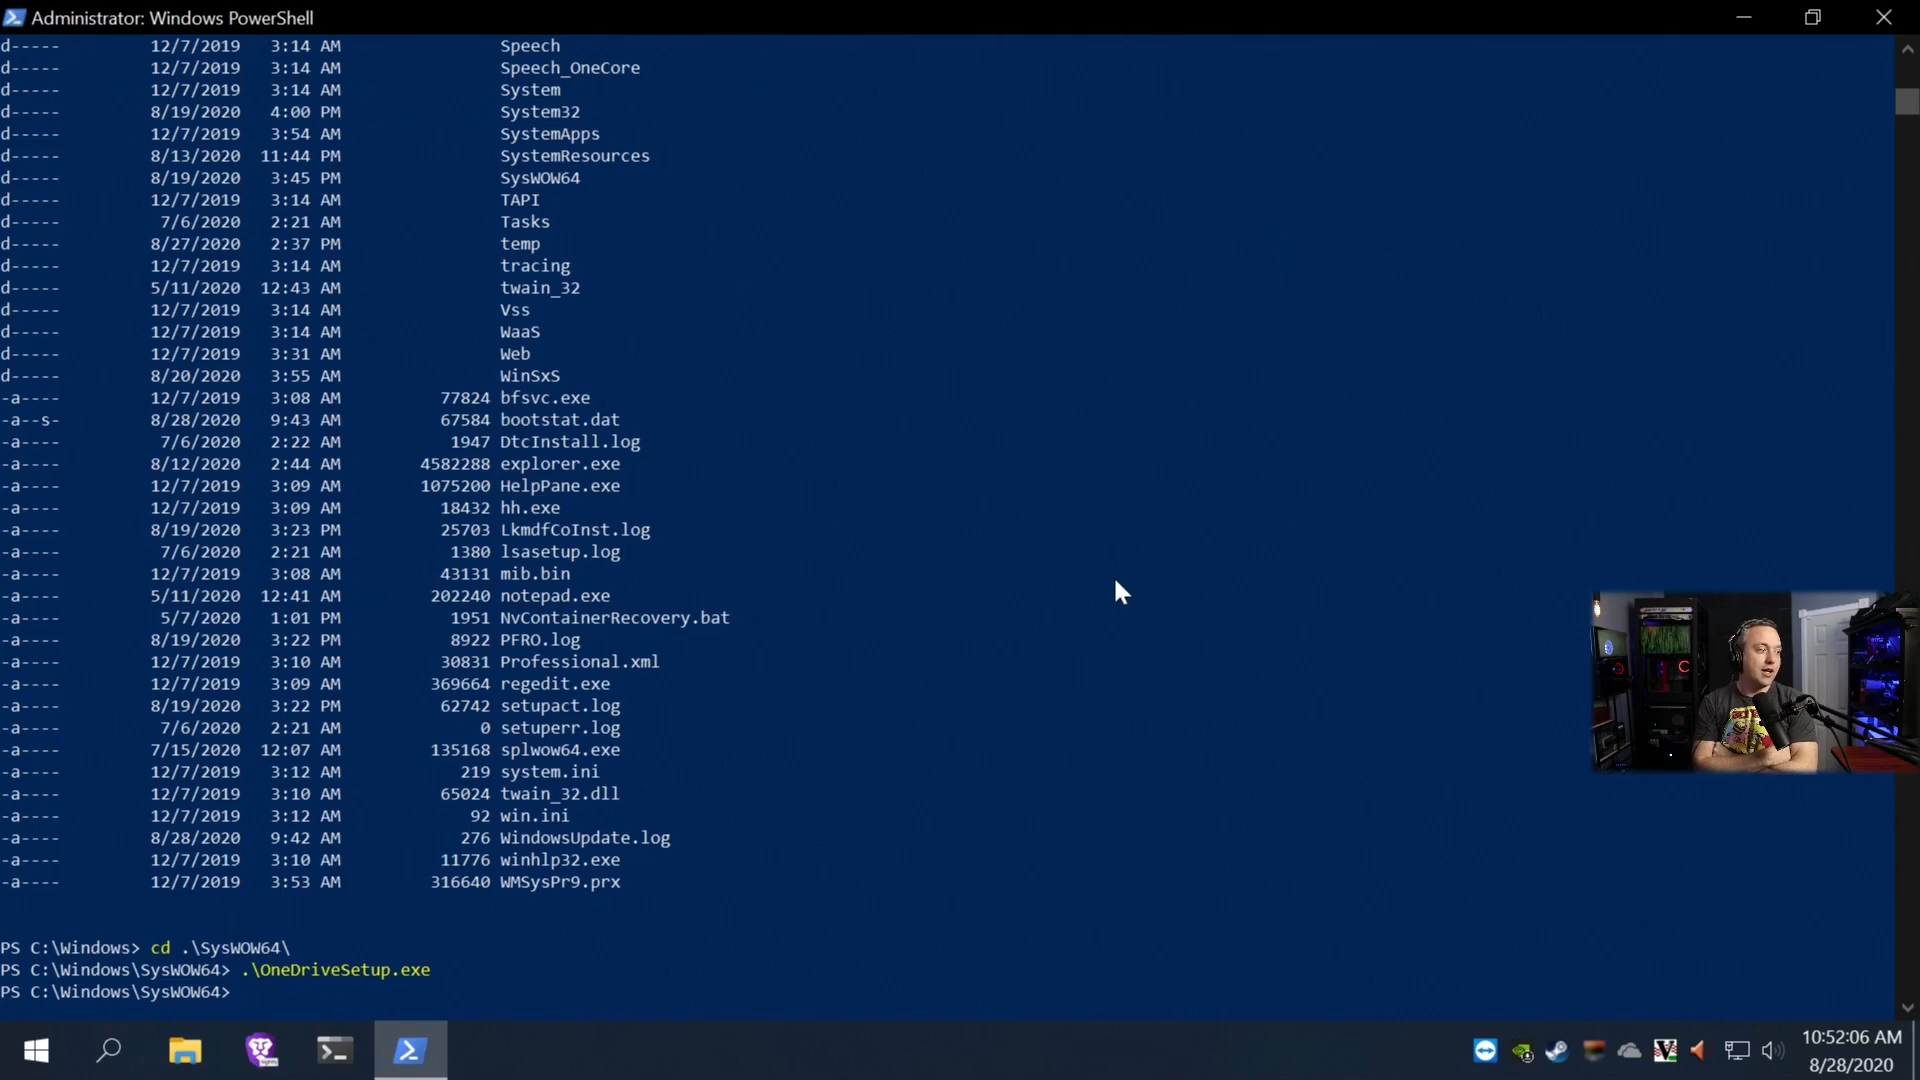 Administrator: Windows PowerShell
d----- 12/7/2019 3:14 AM Speech
d----- 12/7/2019 3:14 AM Speech_OneCore
d----- 12/7/2019 3:14 AM System
d----- 8/19/2020 4:00 PM System32
d----- 12/7/2019 3:54 AM SystemApps
d----- 8/13/2020 11:44 PM SystemResources
d----- 8/19/2020 3:45 PM SysWOW64
d----- 12/7/2019 3:14 AM TAPI
d----- 7/6/2020 2:21 AM Tasks
d----- 8/27/2020 2:37 PM temp
d----- 12/7/2019 3:14 AM tracing
d----- 5/11/2020 12:43 AM twain_32
d----- 12/7/2019 3:14 AM Vss
d----- 12/7/2019 3:14 AM WaaS
d----- 12/7/2019 3:31 AM Web
d----- 8/20/2020 3:55 AM WinSxS
-a---- 12/7/2019 3:08 AM 77824 bfsvc.exe
-a--s- 8/28/2020 9:43 AM 67584 bootstat.dat
-a---- 7/6/2020 2:22 AM 1947 DtcInstall.log
-a---- 8/12/2020 2:44 AM 4582288 explorer.exe
-a---- 12/7/2019 3:09 AM 1075200 HelpPane.exe
-a---- 12/7/2019 3:09 AM 18432 hh.exe
-a---- 8/19/2020 3:23 PM 25703 LkmdfCoInst.log
-a---- 7/6/2020 2:21 AM 1380 lsasetup.log
-a---- 12/7/2019 3:08 AM 43131 mib.bin
-a---- 5/11/2020 12:41 AM 202240 notepad.exe
-a---- 5/7/2020 1:01 PM 1951 NvContainerRecovery.bat
-a---- 8/19/2020 3:22 PM 8922 PFRO.log
-a---- 12/7/2019 3:10 AM 30831 Professional.xml
-a---- 12/7/2019 3:09 AM 369664 regedit.exe
-a---- 8/19/2020 3:22 PM 62742 setupact.log
-a---- 7/6/2020 2:21 AM 0 setuperr.log
-a---- 7/15/2020 12:07 AM 135168 splwow64.exe
-a---- 12/7/2019 3:12 AM 219 system.ini
-a---- 12/7/2019 3:10 AM 65024 twain_32.dll
-a---- 12/7/2019 3:12 AM 92 win.ini
-a---- 8/28/2020 9:42 AM 276 WindowsUpdate.log
-a---- 12/7/2019 3:10 AM 11776 winhlp32.exe
-a---- 12/7/2019 3:53 AM 316640 WMSysPr9.prx
PS C:\Windows> cd .\SysWOW64\
PS C:\Windows\SysWOW64> .\OneDriveSetup.exe
PS C:\Windows\SysWOW64>
10:52:06 AM
8/28/2020